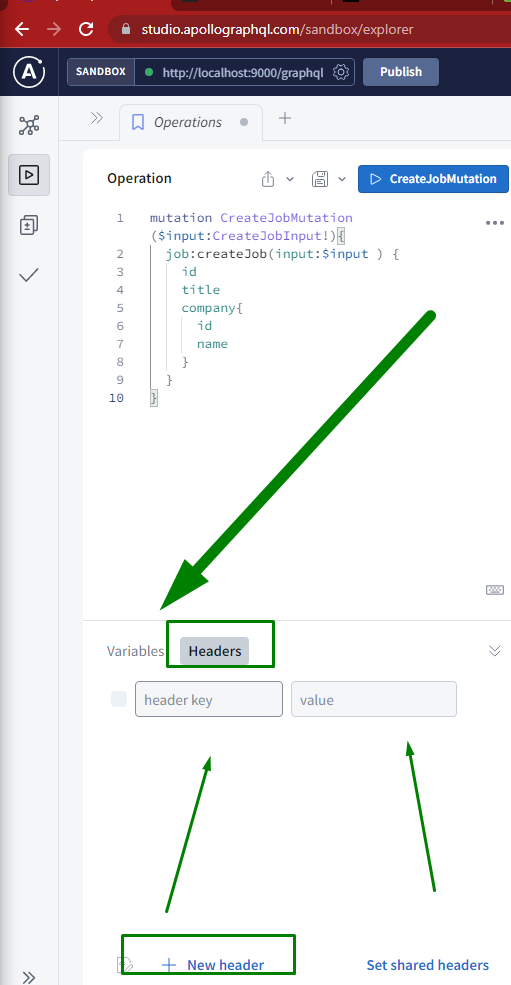 studio.apollographql.com/sandbox/explorer
SANDBOX http://localhost:9000/graphql Publish
Operations
Operation CreateJobMutation
1 mutation CreateJobMutation
($input:CreateJobInput!){
2 job:createJob(input:$input ) {
3 id
4 title
5 company{
6 id
7 name
8 }
9 }
10 }
Variables Headers
header key value
+ New header Set shared headers